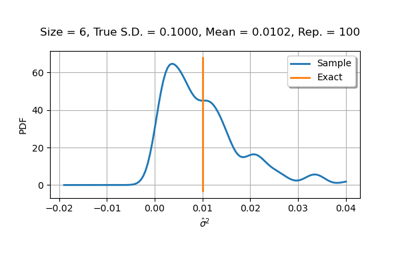 Size = 6, True S.D. = 0.1000, Mean = 0.0102, Rep. = 100
Sample
Exact
PDF
60
40
20
0
−0.02 −0.01 0.00 0.01 0.02 0.03 0.04
σ̂²